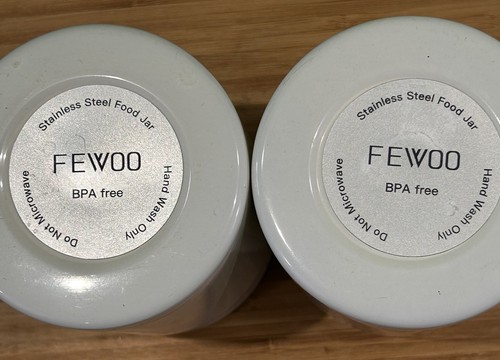 Stainless Steel Food Jar
FEWOO
BPA free
Hand Wash Only
Do Not Microwave
Stainless Steel Food Jar
FEWOO
BPA free
Hand Wash Only
Do Not Microwave